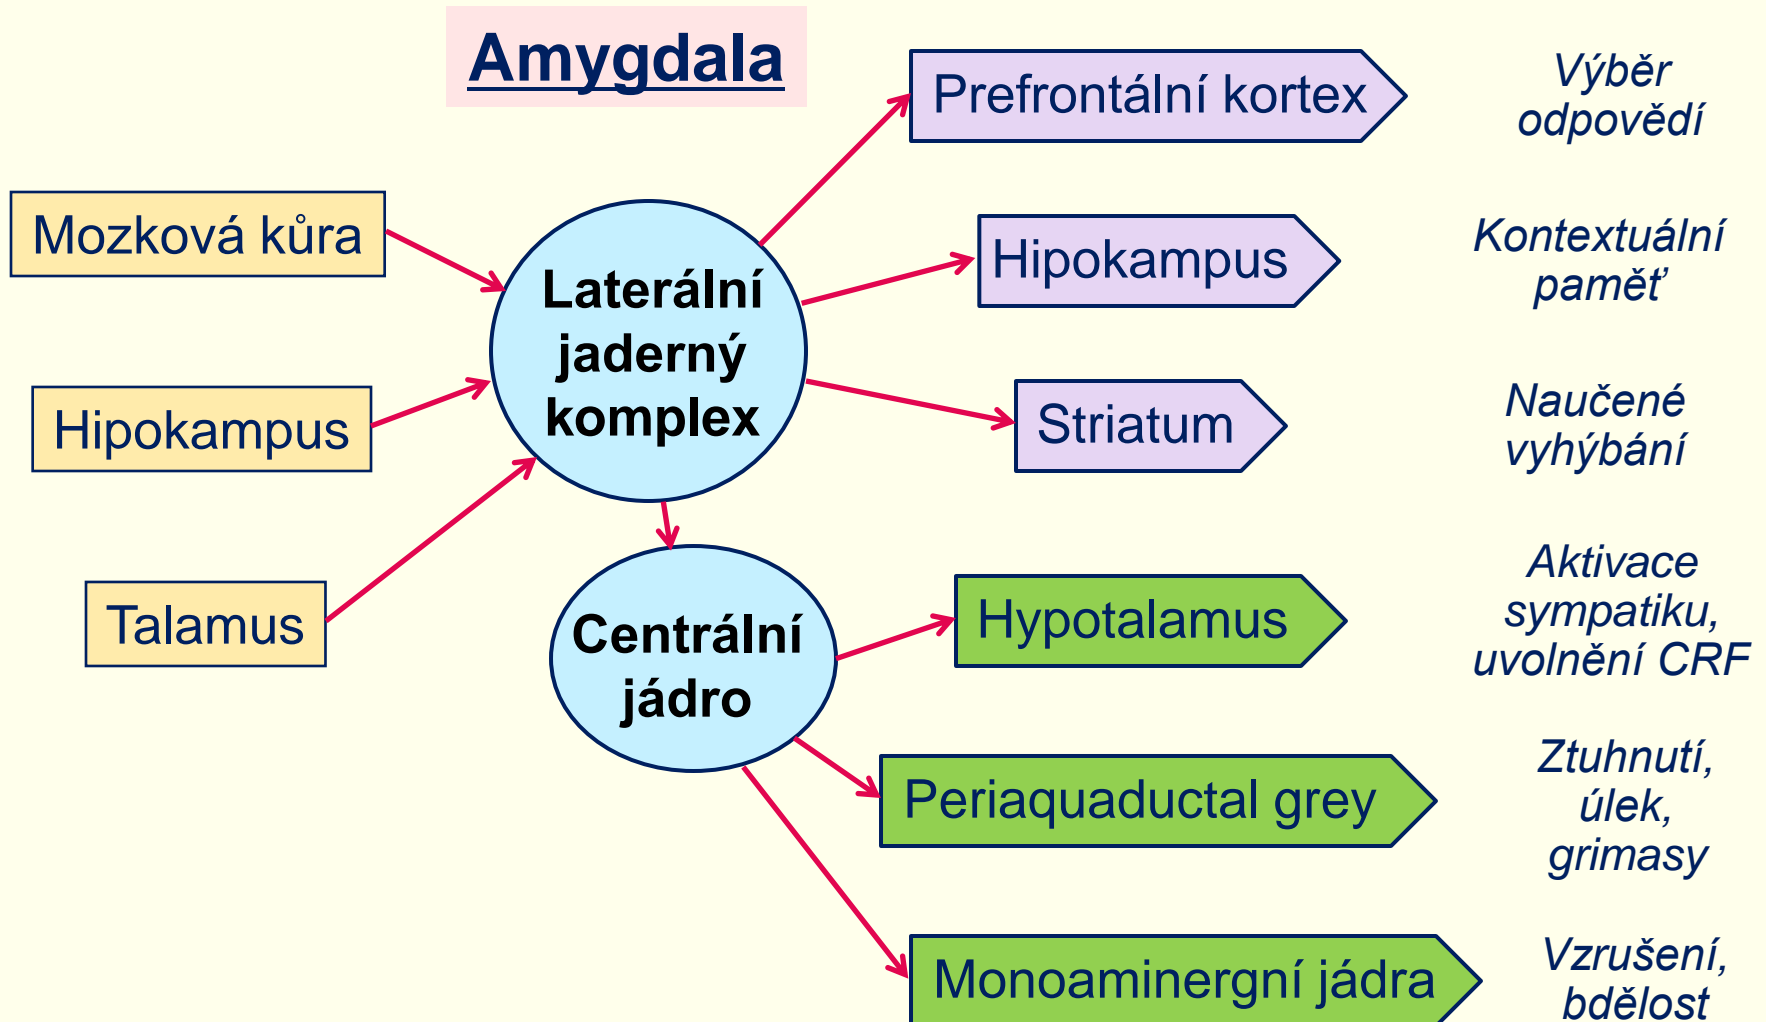 Amygdala
Prefrontální kortex
Výběr
odpovědí
Mozková kůra
Hipokampus
Kontextuální
paměť
Laterální
jaderný
komplex
Hipokampus
Striatum
Naučené
vyhýbání
Talamus
Centrální
jádro
Hypotalamus
Aktivace
sympatiku,
uvolnění CRF
Periaquaductal grey
Ztuhnutí,
úlek,
grimasy
Monoaminergní jádra
Vzrušení,
bdělost